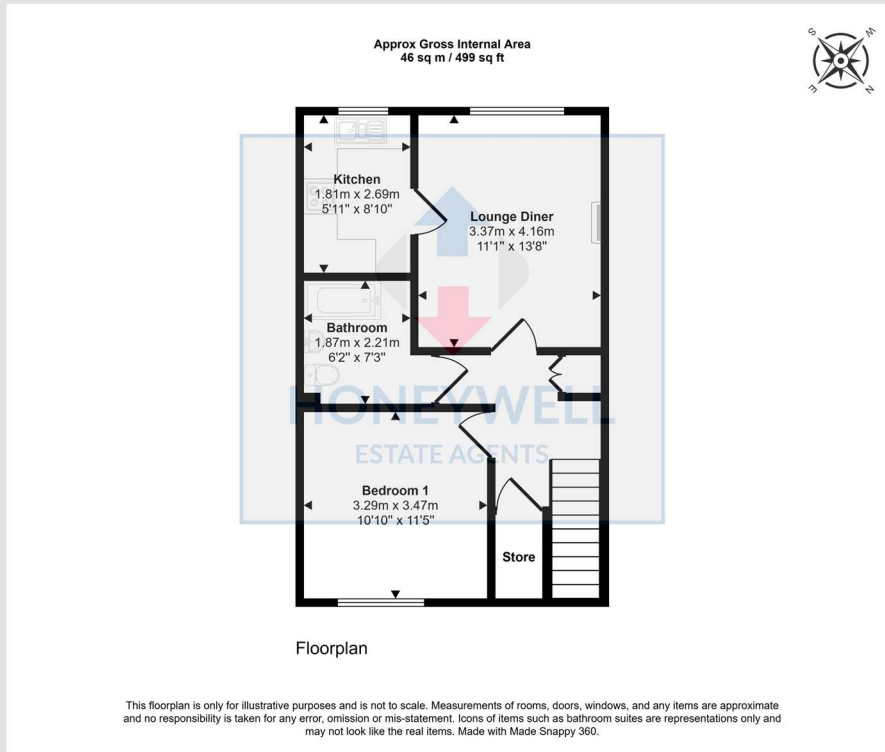 Approx Gross Internal Area
46 sq m / 499 sq ft
S
W
E
N
Kitchen
1.81m x 2.69m
5'11" x 8'10"
Lounge Diner
3.37m x 4.16m
11'1" x 13'8"
Bathroom
1.87m x 2.21m
6'2" x 7'3"
HONEYWELL
ESTATE AGENTS
Bedroom 1
3.29m x 3.47m
10'10" x 11'5"
Store
Floorplan
This floorplan is only for illustrative purposes and is not to scale. Measurements of rooms, doors, windows, and any items are approximate
and no responsibility is taken for any error, omission or mis-statement. Icons of items such as bathroom suites are representations only and
may not look like the real items. Made with Made Snappy 360.